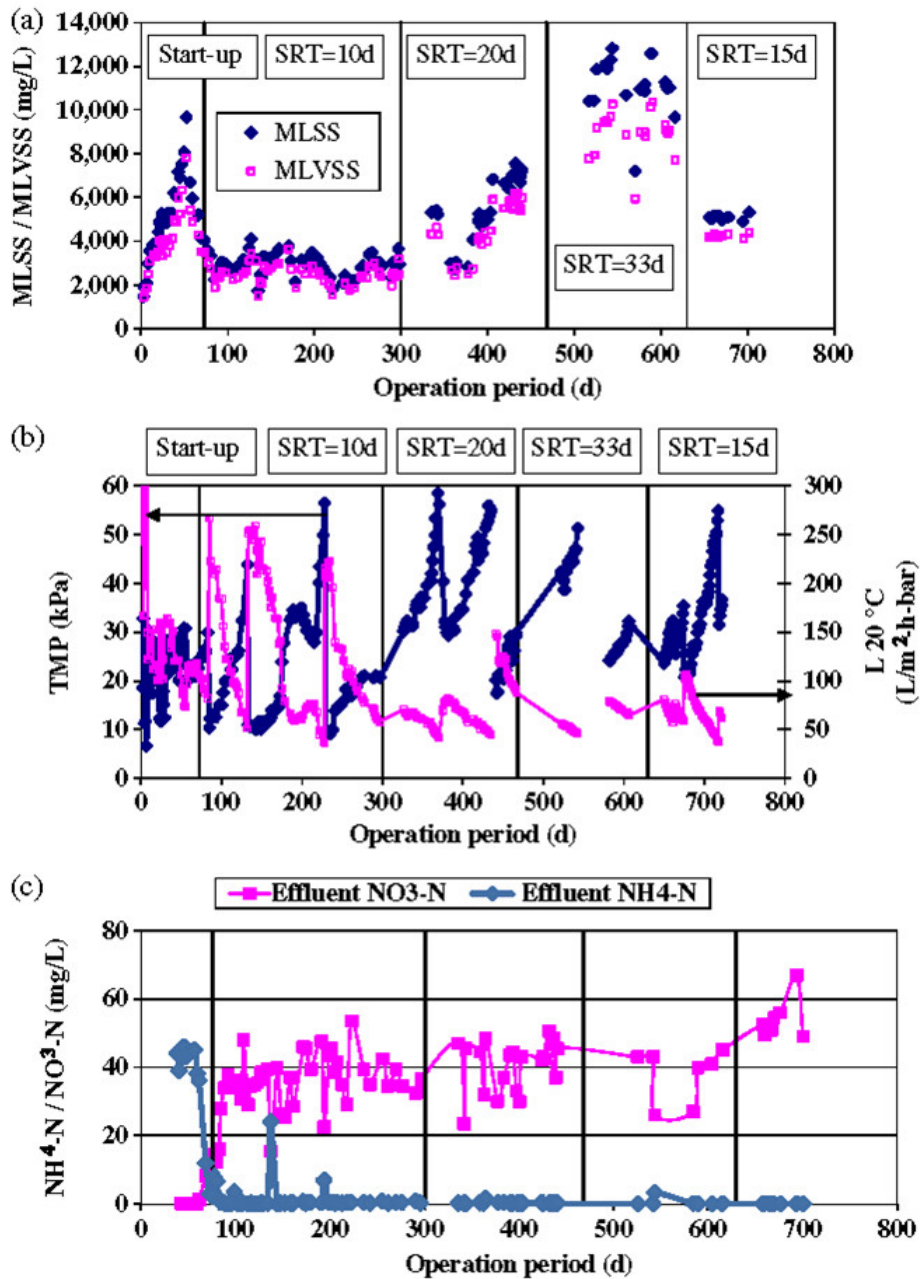 (a)
14,000
12,000
10,000
8,000
6,000
4,000
2,000
0
MLSS / MLVSS (mg/L)
Start-up
SRT=10d
SRT=20d
SRT=33d
SRT=15d
MLSS
MLVSS
0 100 200 300 400 500 600 700 800
Operation period (d)
(b)
Start-up
SRT=10d
SRT=20d
SRT=33d
SRT=15d
60
50
40
30
20
10
0
TMP (kPa)
300
250
200
150
100
50
0
L 20 °C
(L/m²-h-bar)
0 100 200 300 400 500 600 700 800
Operation period (d)
(c)
Effluent NO3-N
Effluent NH4-N
80
60
40
20
0
NH⁴-N / NO³-N (mg/L)
0 100 200 300 400 500 600 700 800
Operation period (d)